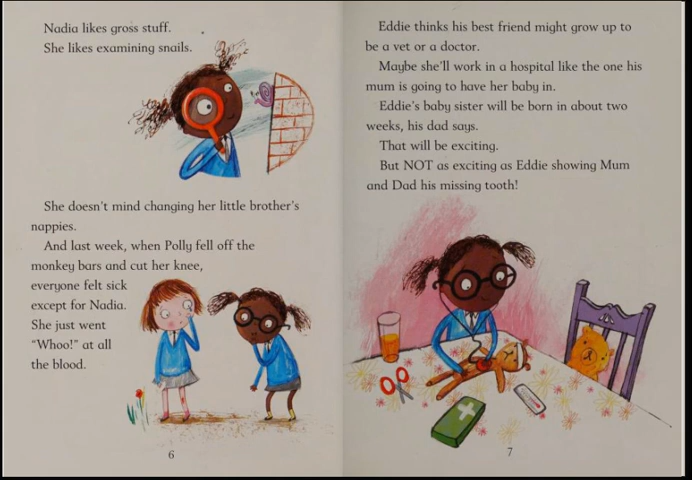 Nadia likes gross stuff.
She likes examining snails.
She doesn't mind changing her little brother's
nappies.
And last week, when Polly fell off the
monkey bars and cut her knee,
everyone felt sick
except for Nadia.
She just went
"Whoo!" at all
the blood.
6
Eddie thinks his best friend might grow up to
be a vet or a doctor.
Maybe she'll work in a hospital like the one his
mum is going to have her baby in.
Eddie's baby sister will be born in about two
weeks, his dad says.
That will be exciting.
But NOT as exciting as Eddie showing Mum
and Dad his missing tooth!
7